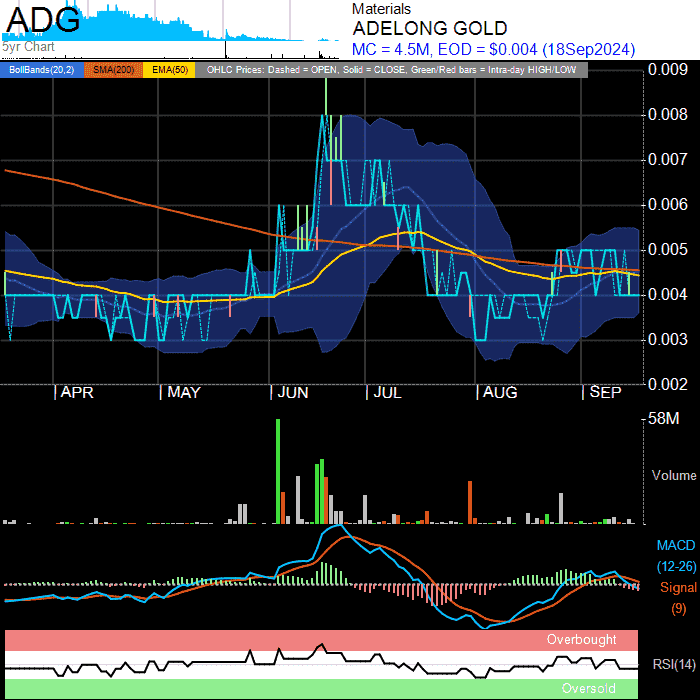 ADG
5yr Chart
Materials
ADELONG GOLD
MC = 4.5M, EOD = $0.004 (18Sep2024)
BollBands(20,2) SMA(200) EMA(50) OHLC Prices: Dashed = OPEN, Solid = CLOSE, Green/Red bars = Intra-day HIGH/LOW
0.009
0.008
0.007
0.006
0.005
0.004
0.003
0.002
APR MAY JUN JUL AUG SEP
58M
Volume
MACD
(12-26)
Signal
(9)
Overbought
RSI(14)
Oversold